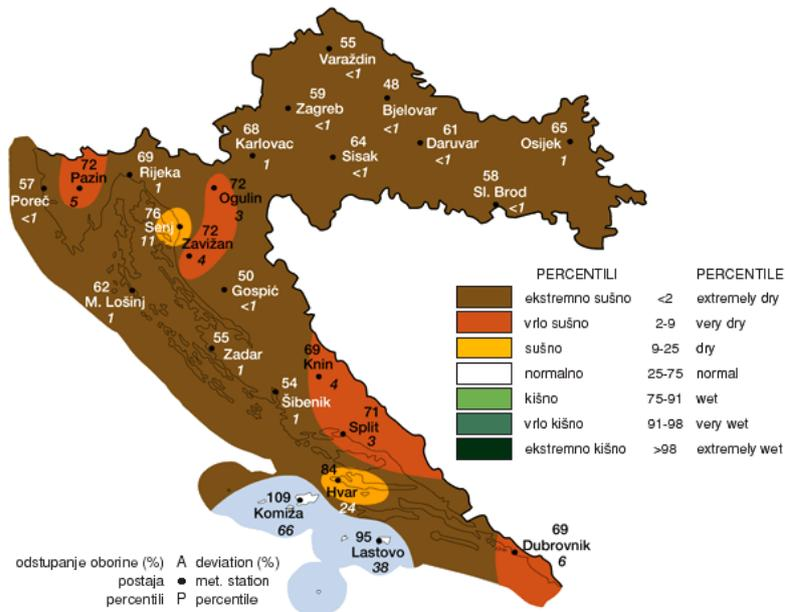 55
Varaždin
<1
48
Bjelovar
<1
59
Zagreb
<1
68
Karlovac
1
64
Sisak
<1
61
Daruvar
<1
65
Osijek
1
58
Sl. Brod
<1
57
Poreč
<1
72
Pazin
5
69
Rijeka
1
72
Ogulin
3
76
Senj
11
72
Zavižan
4
62
M. Lošinj
1
50
Gospić
<1
55
Zadar
1
69
Knin
4
54
Šibenik
1
71
Split
3
84
Hvar
24
109
Komiža
66
95
Lastovo
38
69
Dubrovnik
6
PERCENTILI PERCENTILE
ekstremno sušno <2 extremely dry
vrlo sušno 2-9 very dry
sušno 9-25 dry
normalno 25-75 normal
kišno 75-91 wet
vrlo kišno 91-98 very wet
ekstremno kišno >98 extremely wet
odstupanje oborine (%) A deviation (%)
postaja met. station
percentili P percentile